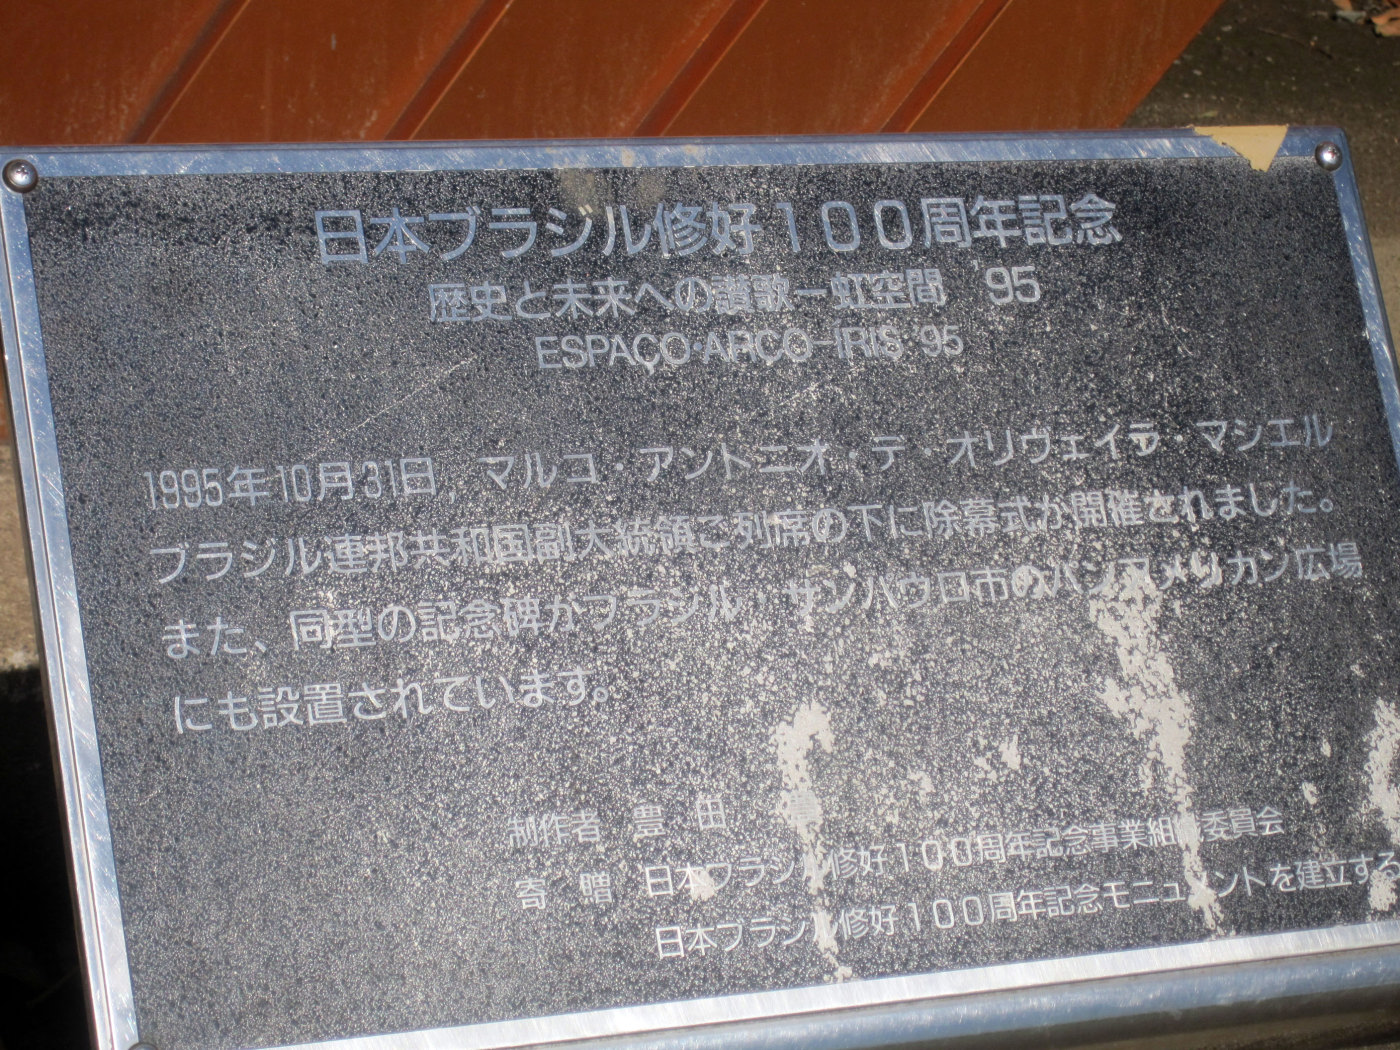 日本ブラジル修好100周年記念
歴史と未来への讃歌－虹空間 '95
ESPAÇO·ARCO-ÍRIS '95
1995年10月31日，マルコ・アントニオ・デ・オリヴェイラ・マシエル
ブラジル連邦共和国副大統領ご列席の下に除幕式が開催されました。
また、同型の記念碑がブラジル サンパウロ市のパンアメリカン広場
にも設置されています。
制作者 豊田 豊
寄贈 日本ブラジル修好100周年記念事業組 委員会
日本ブラジル修好100周年記念モニュメントを建立する